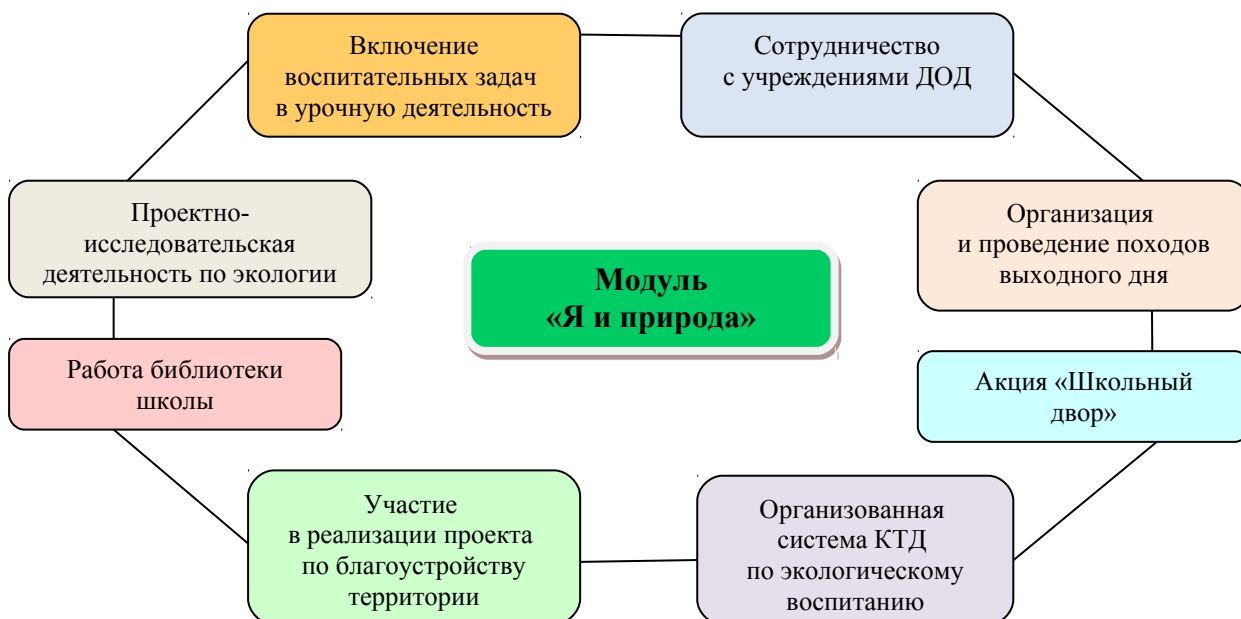 Включение
воспитательных задач
в урочную деятельность
Сотрудничество
с учреждениями ДОД
Проектно-
исследовательская
деятельность по экологии
Организация
и проведение походов
выходного дня
Модуль
«Я и природа»
Работа библиотеки
школы
Акция «Школьный
двор»
Участие
в реализации проекта
по благоустройству
территории
Организованная
система КТД
по экологическому
воспитанию